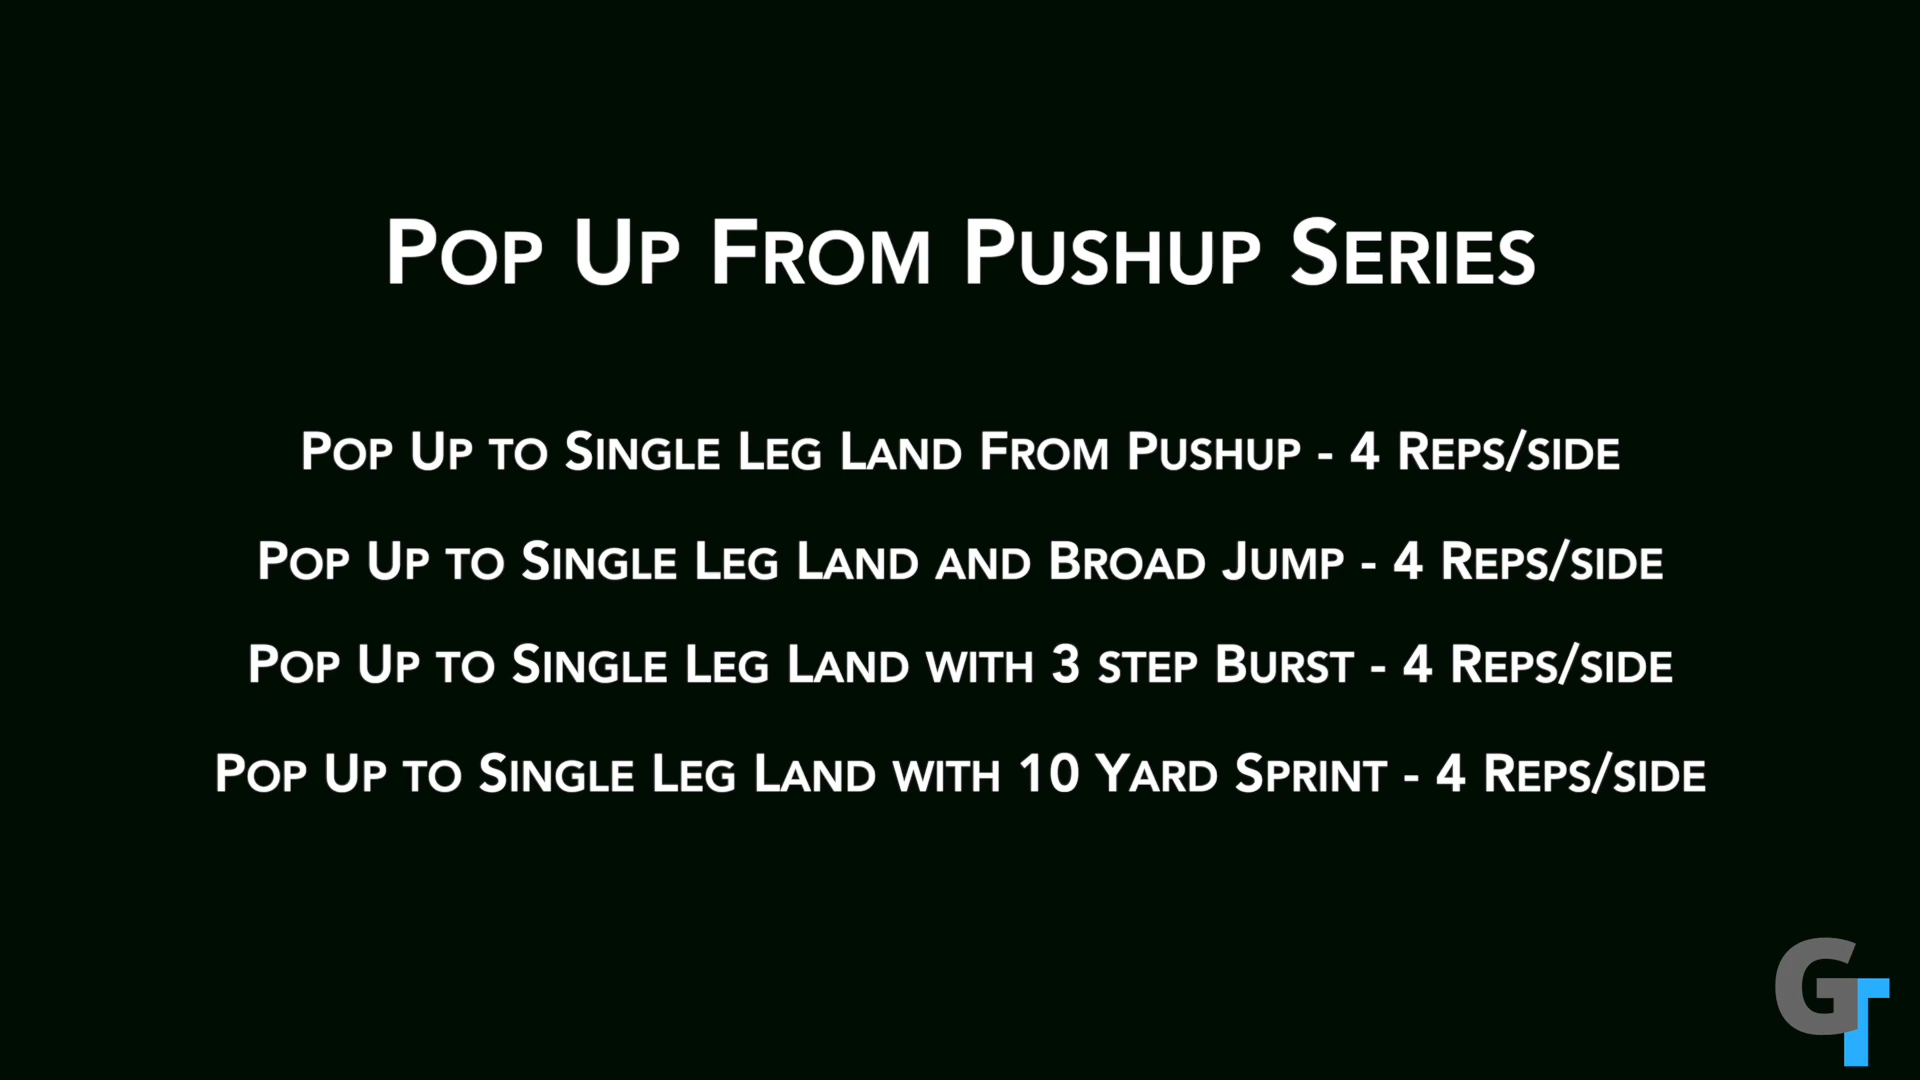 Pop Up From Pushup Series
Pop Up to Single Leg Land From Pushup - 4 Reps/side
Pop Up to Single Leg Land and Broad Jump - 4 Reps/side
Pop Up to Single Leg Land with 3 step Burst - 4 Reps/side
Pop Up to Single Leg Land with 10 Yard Sprint - 4 Reps/side
GT